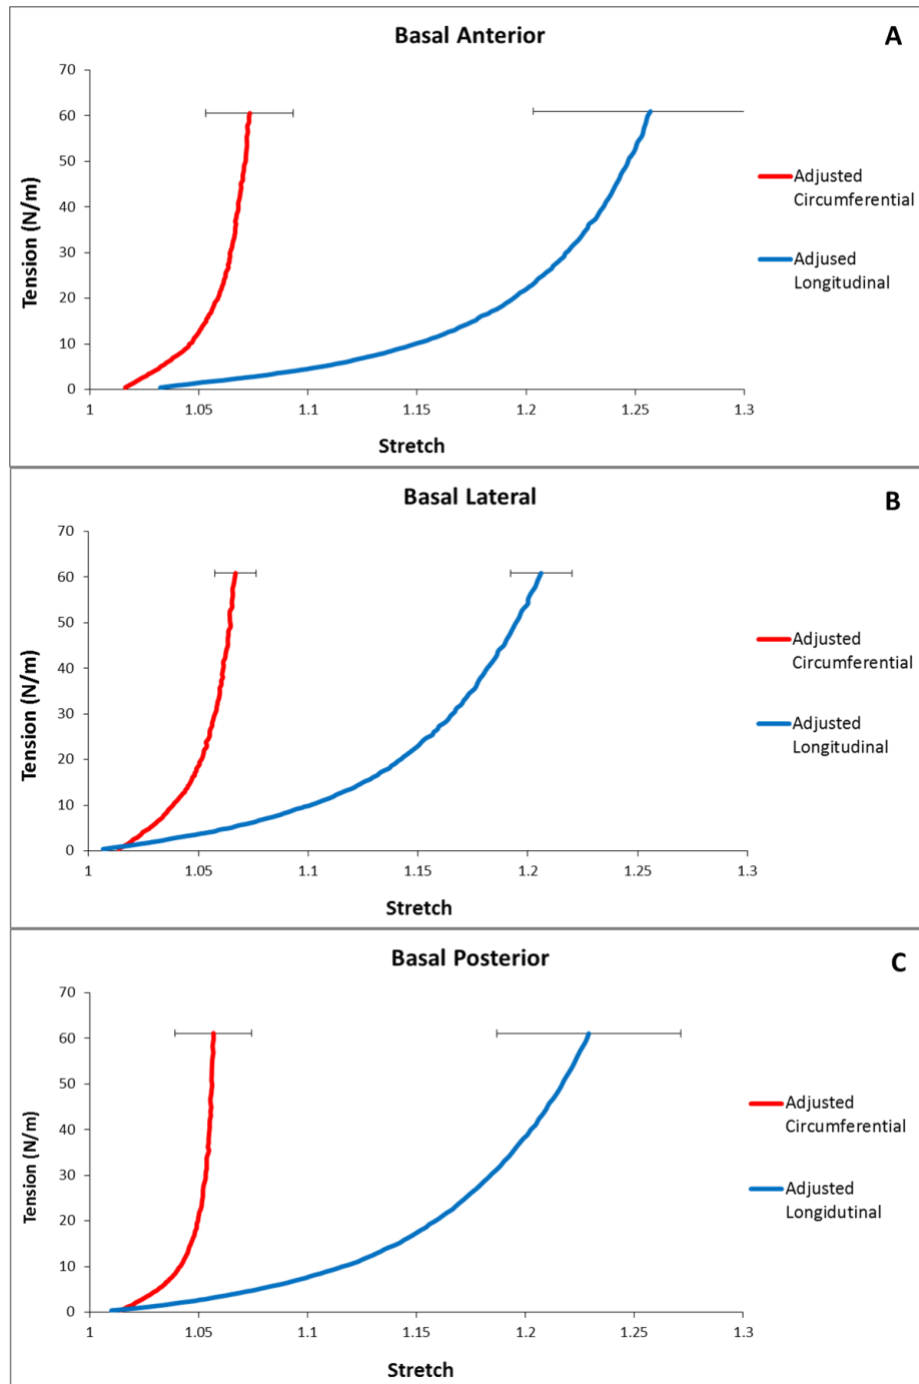 Basal Anterior
A
70
60
50
40
30
20
10
0
Tension (N/m)
1
1.05
1.1
1.15
1.2
1.25
1.3
Stretch
Adjusted
Circumferential
Adjused
Longitudinal
Basal Lateral
B
70
60
50
40
30
20
10
0
Tension (N/m)
1
1.05
1.1
1.15
1.2
1.25
1.3
Stretch
Adjusted
Circumferential
Adjusted
Longitudinal
Basal Posterior
C
70
60
50
40
30
20
10
0
Tension (N/m)
1
1.05
1.1
1.15
1.2
1.25
1.3
Stretch
Adjusted
Circumferential
Adjusted
Longidutinal